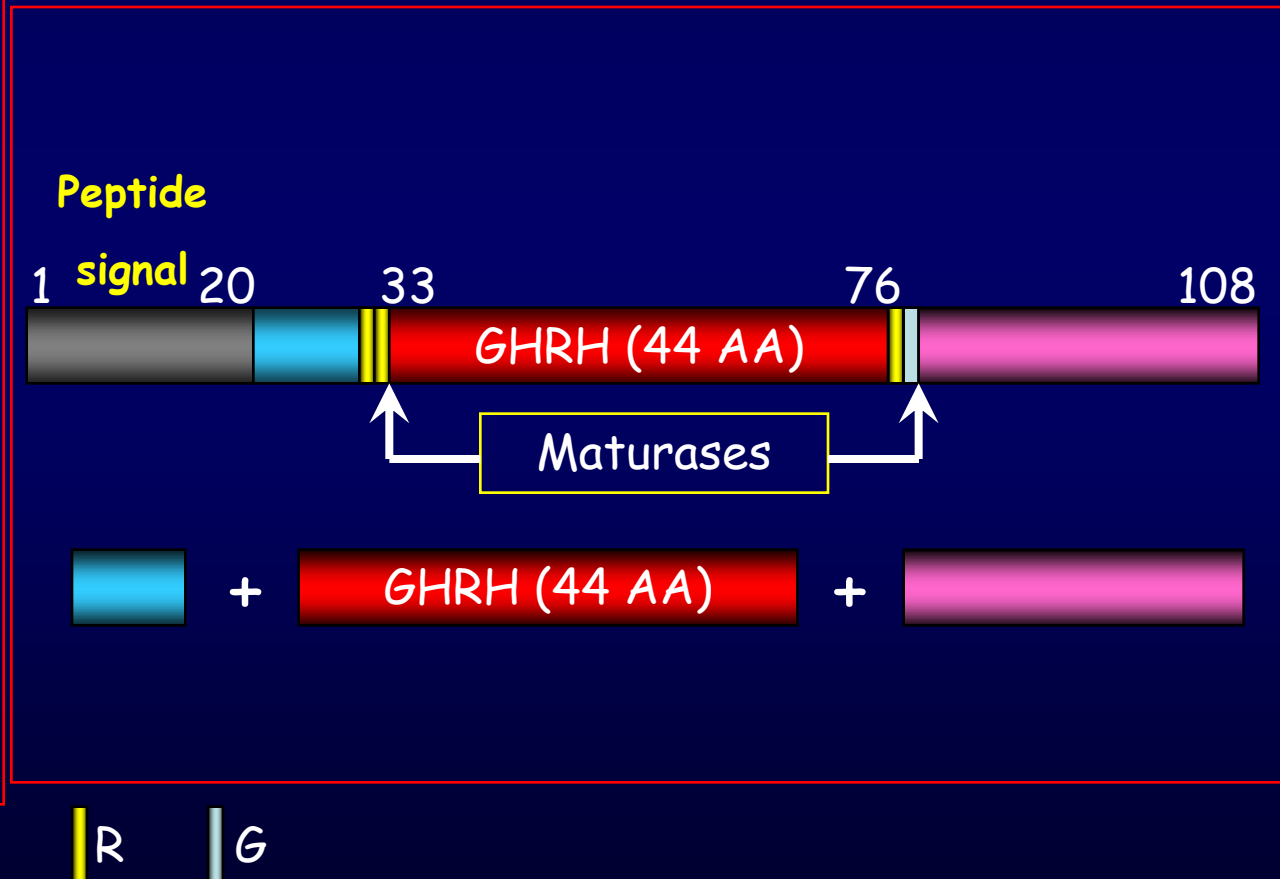 Peptide
signal
1 20 33 76 108
GHRH (44 AA)
Maturases
+ GHRH (44 AA) +
R G